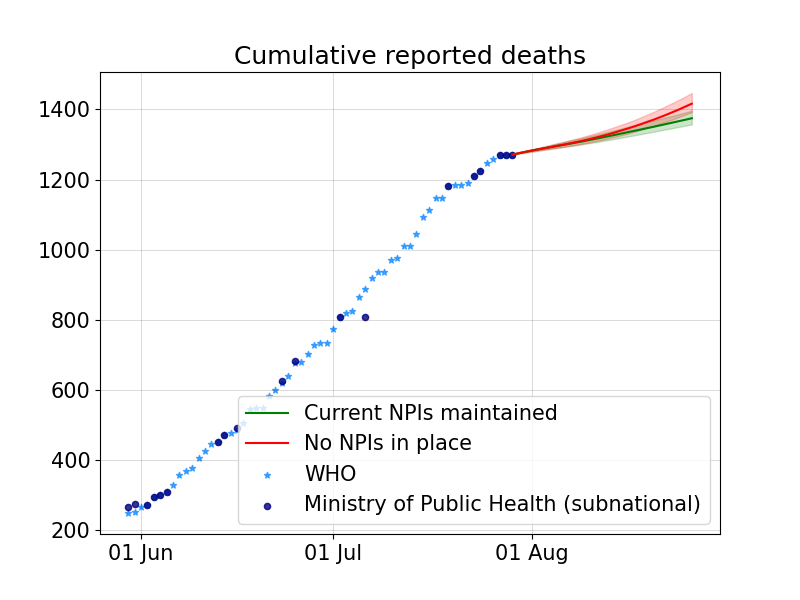 Cumulative reported deaths
1400
1200
1000
800
600
400
200
01 Jun
01 Jul
01 Aug
Current NPIs maintained
No NPIs in place
WHO
Ministry of Public Health (subnational)